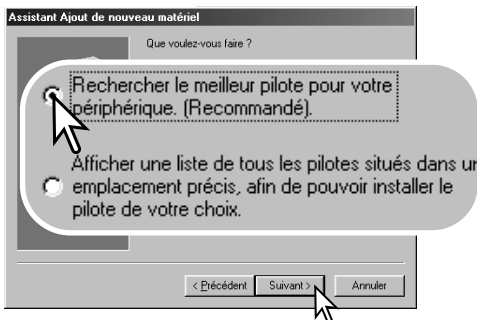 Assistant Ajout de nouveau matériel
Que voulez-vous faire ?
Rechercher le meilleur pilote pour votre
périphérique. (Recommandé).
Afficher une liste de tous les pilotes situés dans un
emplacement précis, afin de pouvoir installer le
pilote de votre choix.
< Précédent
Suivant >
Annuler